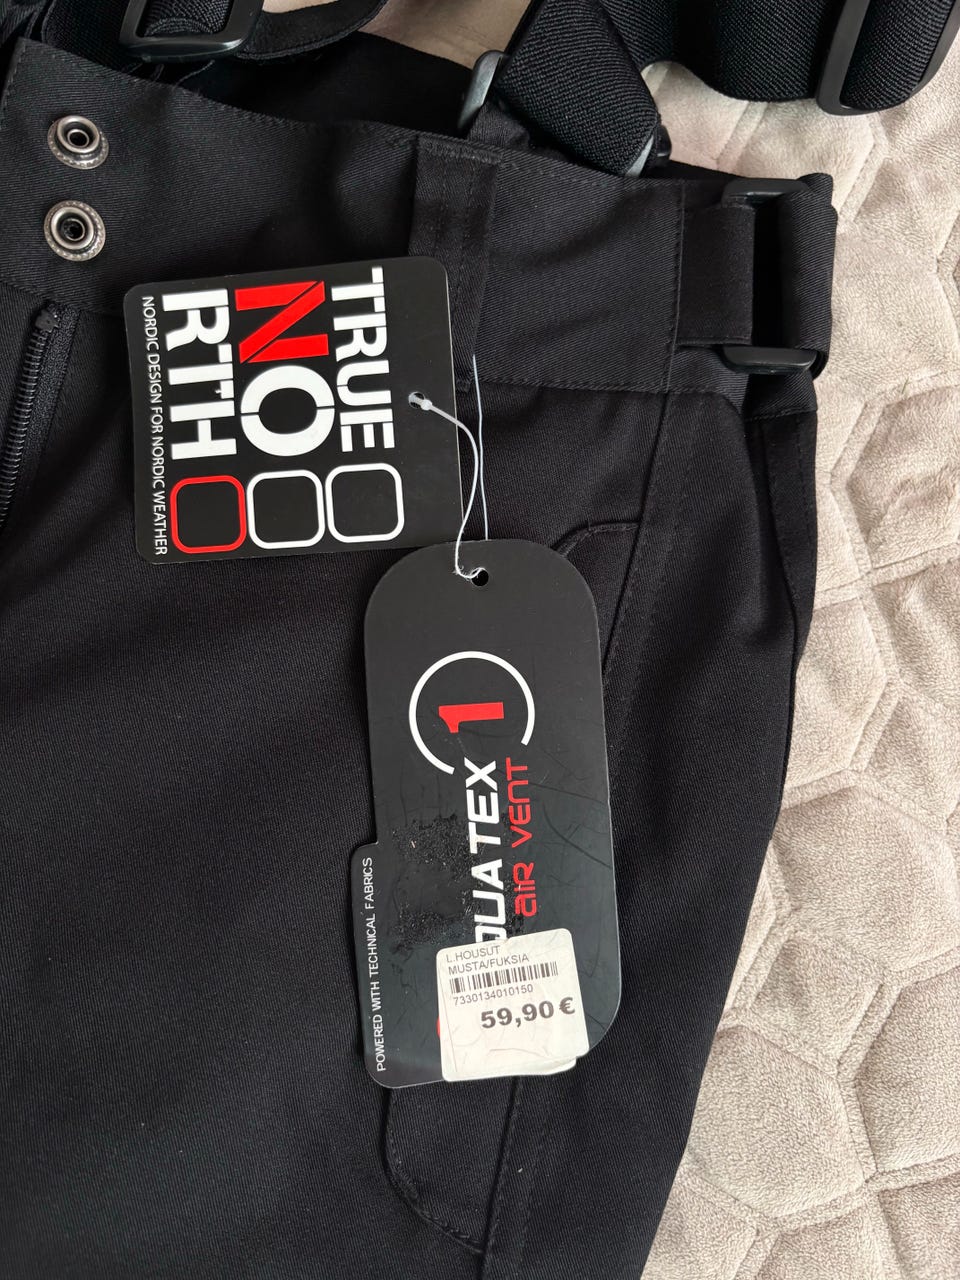 TRUE
NO
RTH
NORDIC DESIGN FOR NORDIC WEATHER
1
QUATEX
AIR VENT
POWERED WITH TECHNICAL FABRICS
L.HOUSUT
MUSTA/FUKSIA
7330134010150
59,90 €